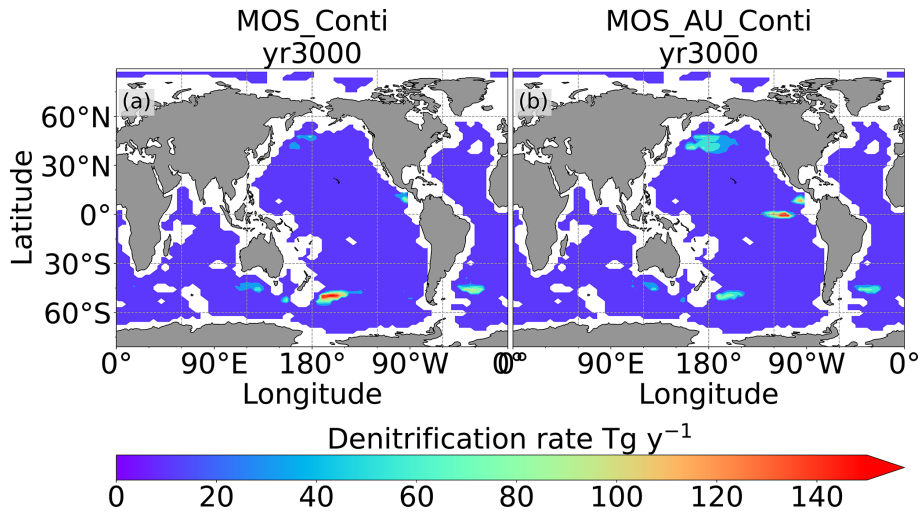 MOS_Conti
yr3000
MOS_AU_Conti
yr3000
(a)
(b)
60°N
30°N
0°
30°S
60°S
Latitude
0°
90°E
180°
90°W
0°
0°
90°E
180°
90°W
0°
Longitude
Longitude
Denitrification rate Tg y⁻¹
0
20
40
60
80
100
120
140